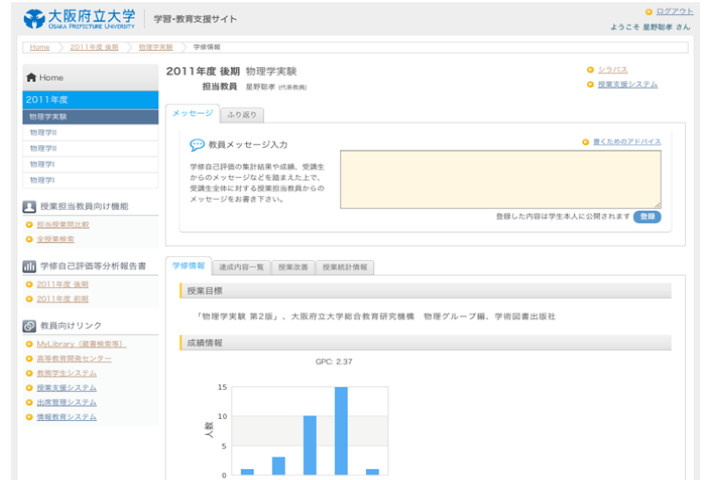 大阪府立大学
OSAKA PREFECTURE UNIVERSITY
学習・教育支援サイト
ログアウト
ようこそ 星野聡孝 さん
Home
2011年度 後期
物理学実験
学修情報
Home
2011年度
物理学実験
物理学II
物理学II
物理学I
物理学I
授業担当教員向け機能
担当授業間比較
全授業検索
学修自己評価等分析報告書
2011年度 後期
2011年度 前期
教員向けリンク
MyLibrary（蔵書検索等）
高等教育開発センター
教務学生システム
授業支援システム
出席管理システム
情報教育システム
2011年度 後期 物理学実験
担当教員 星野聡孝 (代表教員)
シラバス
授業支援システム
メッセージ
ふり返り
教員メッセージ入力
書くためのアドバイス
学修自己評価の集計結果や成績、受講生
からのメッセージなどを踏まえた上で、
受講生全体に対する授業担当教員からの
メッセージをお書き下さい。
登録した内容は学生本人に公開されます
登録
学修情報
達成内容一覧
授業改善
授業統計情報
授業目標
「物理学実験 第2版」、大阪府立大学総合教育研究機構 物理グループ編、学術図書出版社
成績情報
GPC: 2.37
人数
15
10
5
0